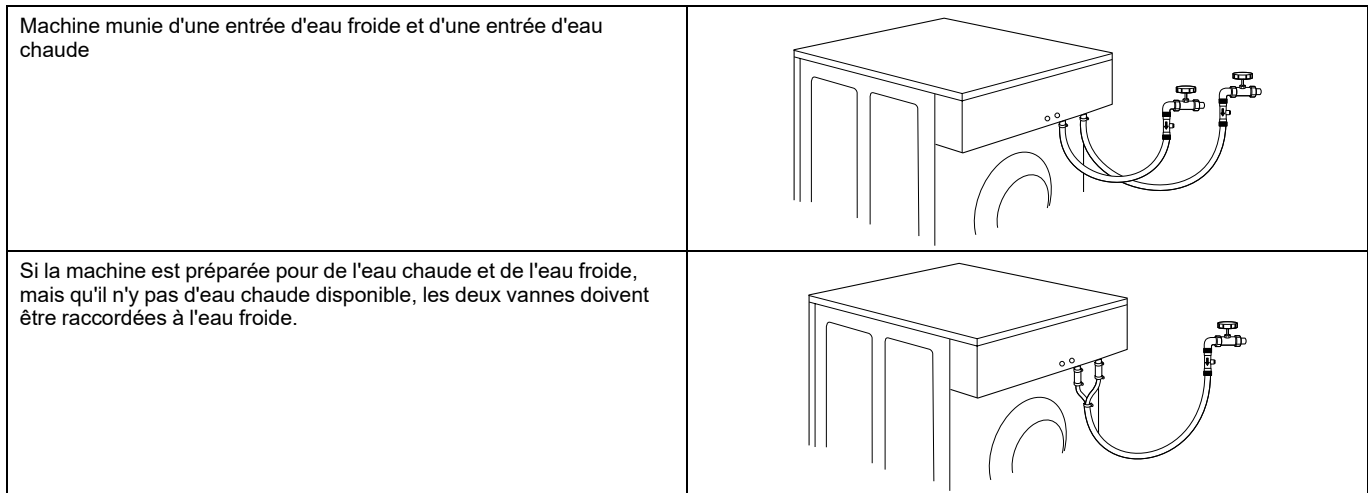 Machine munie d'une entrée d'eau froide et d'une entrée d'eau
chaude
Si la machine est préparée pour de l'eau chaude et de l'eau froide,
mais qu'il n'y pas d'eau chaude disponible, les deux vannes doivent
être raccordées à l'eau froide.